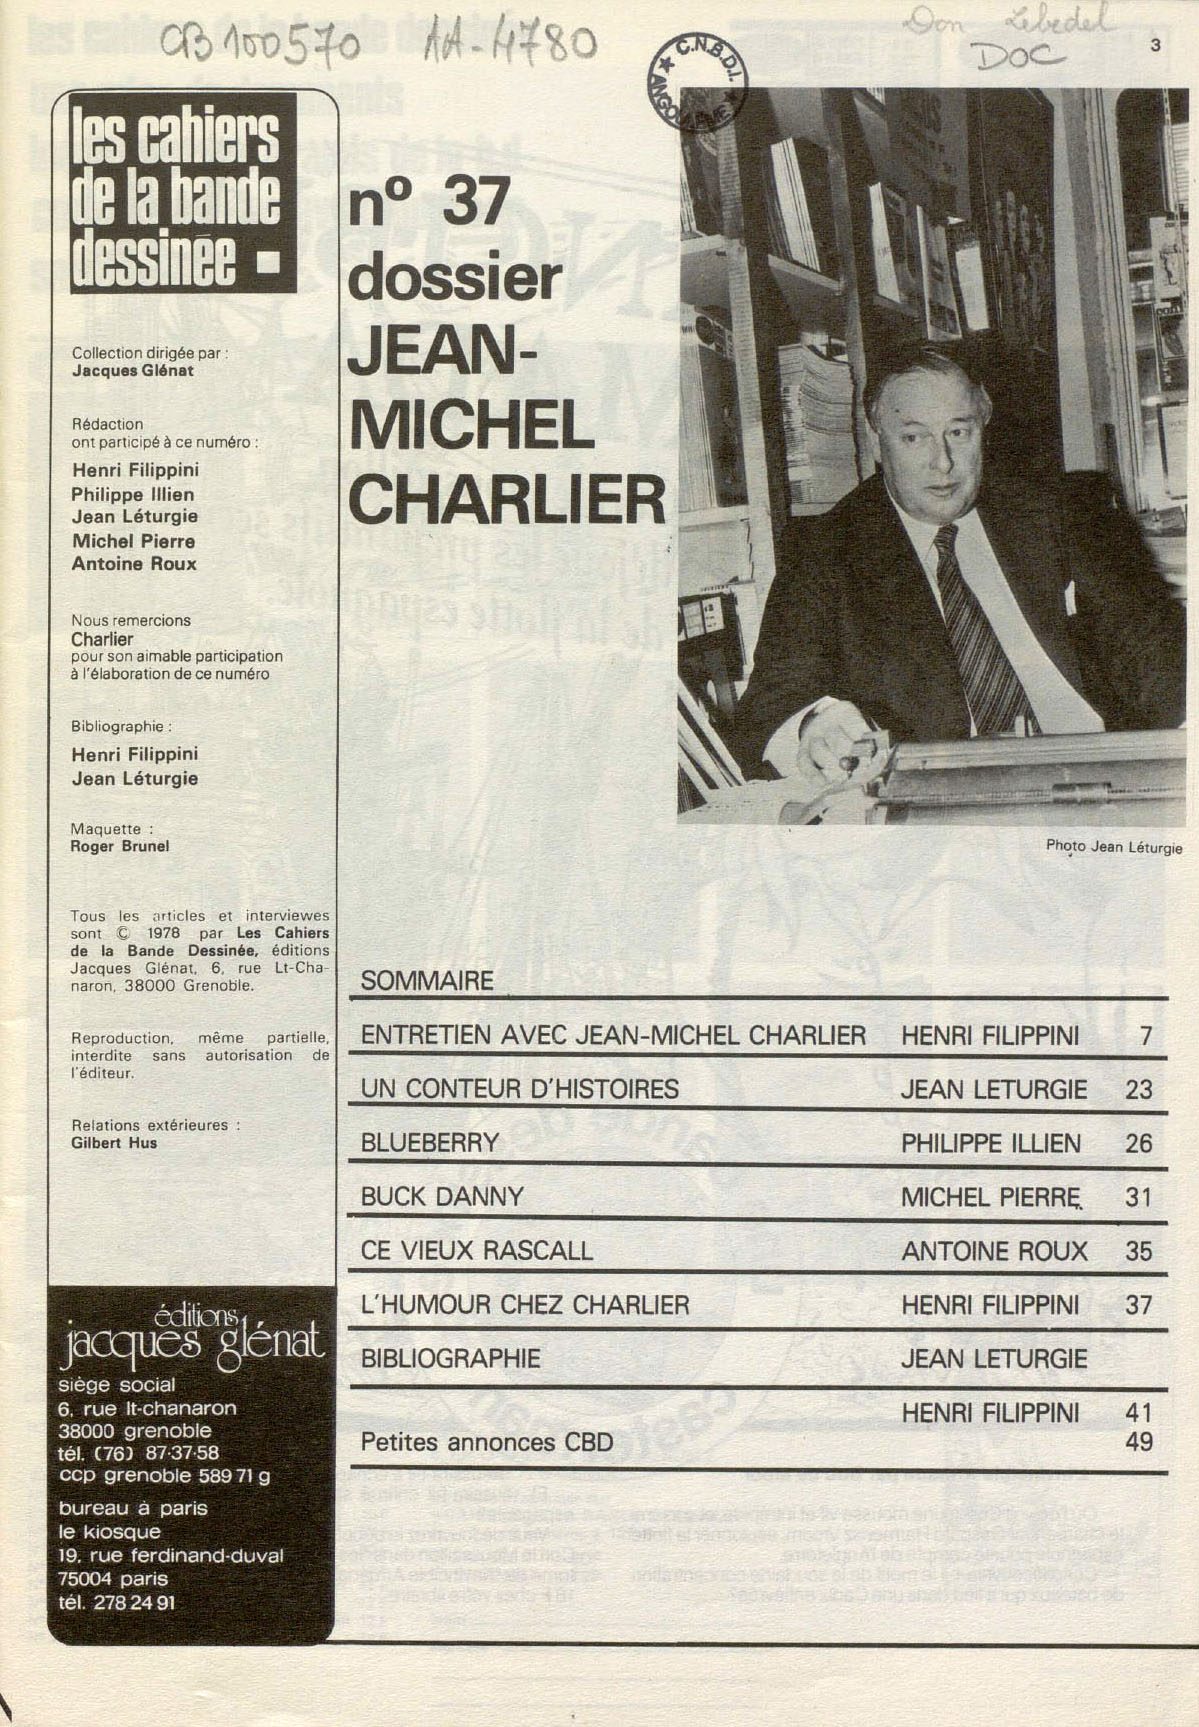 CB 100570 AA-4780
C.N.B.D.I.
ANGOULÊME
Don Lebedel
DOC
3
les cahiers
de la bande
dessinée
Collection dirigée par :
Jacques Glénat
Rédaction
ont participé à ce numéro :
Henri Filippini
Philippe Illien
Jean Léturgie
Michel Pierre
Antoine Roux
Nous remercions
Charlier
pour son aimable participation
à l'élaboration de ce numéro
Bibliographie :
Henri Filippini
Jean Léturgie
Maquette :
Roger Brunel
Tous les articles et interviewes
sont © 1978 par Les Cahiers
de la Bande Dessinée, éditions
Jacques Glénat, 6, rue Lt-Cha-
naron, 38000 Grenoble.
Reproduction, même partielle,
interdite sans autorisation de
l'éditeur.
Relations extérieures :
Gilbert Hus
éditions
jacques glénat
siège social
6, rue lt-chanaron
38000 grenoble
tél. (76) 87·37·58
ccp grenoble 589 71 g
bureau à paris
le kiosque
19, rue ferdinand-duval
75004 paris
tél. 278 24 91
nº 37
dossier
JEAN-
MICHEL
CHARLIER
Photo Jean Léturgie
SOMMAIRE
ENTRETIEN AVEC JEAN-MICHEL CHARLIER HENRI FILIPPINI 7
UN CONTEUR D'HISTOIRES JEAN LETURGIE 23
BLUEBERRY PHILIPPE ILLIEN 26
BUCK DANNY MICHEL PIERRE 31
CE VIEUX RASCALL ANTOINE ROUX 35
L'HUMOUR CHEZ CHARLIER HENRI FILIPPINI 37
BIBLIOGRAPHIE JEAN LETURGIE
HENRI FILIPPINI 41
Petites annonces CBD 49